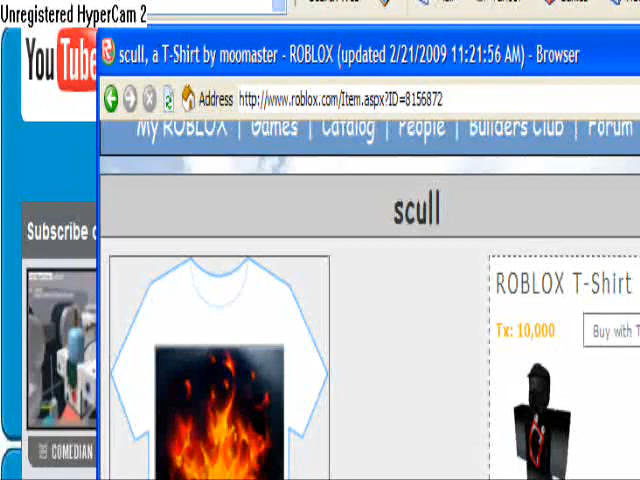 Unregistered HyperCam 2
You Tube
scull, a T-Shirt by moomaster - ROBLOX (updated 2/21/2009 11:21:56 AM) - Browser
Address http://www.roblox.com/Item.aspx?ID=8156872
My ROBLOX | Games | Catalog | People | Builders Club | Forum
scull
Subscribe
ROBLOX T-Shirt
Tx: 10,000
Buy with T
COMEDIAN